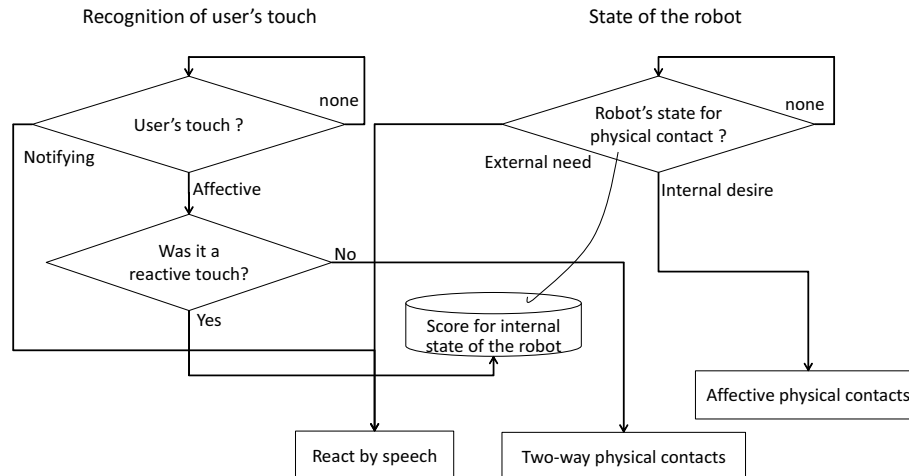 Recognition of user's touch
State of the robot
none
User's touch ?
Notifying
Affective
Was it a
reactive touch?
No
Yes
none
Robot's state for
physical contact ?
External need
Internal desire
Score for internal
state of the robot
Affective physical contacts
React by speech
Two-way physical contacts